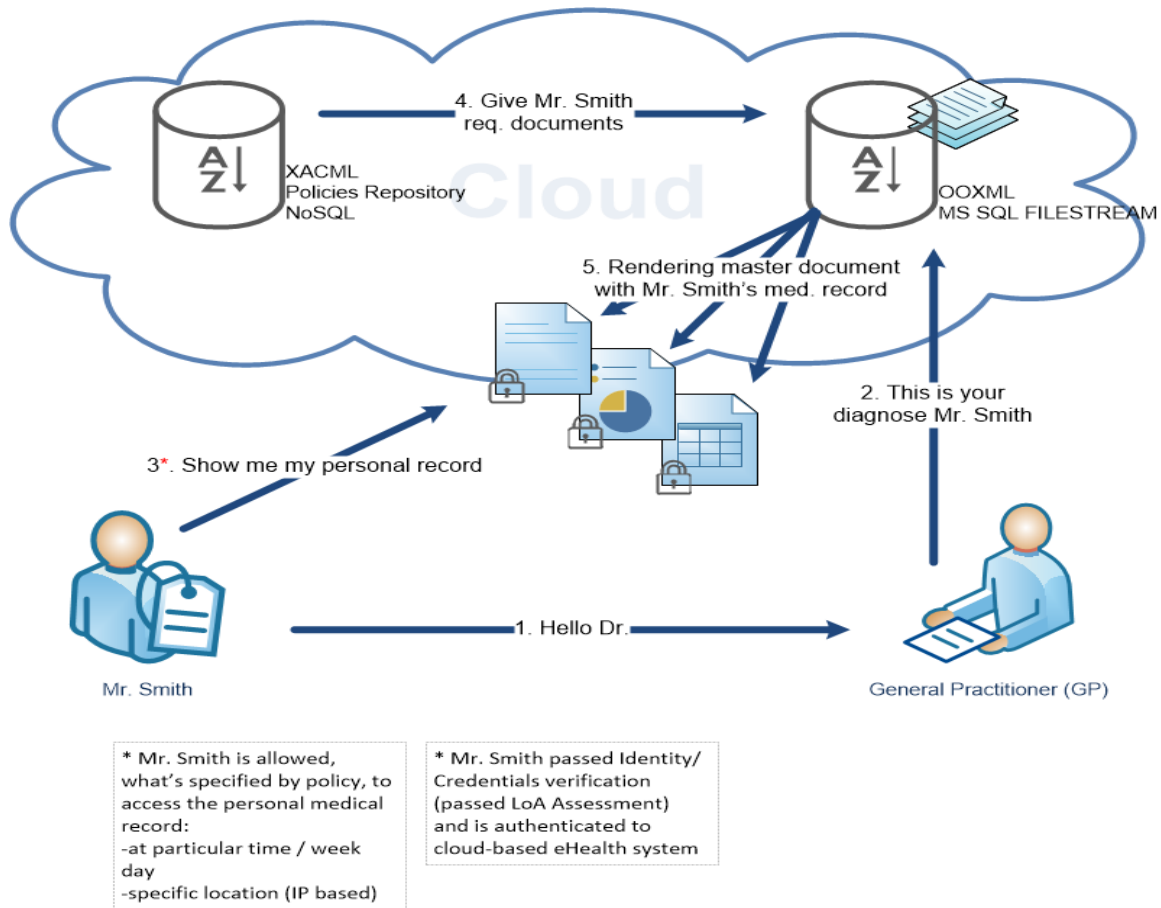 4. Give Mr. Smith
req. documents
A
Z
XACML
Policies Repository
NoSQL
Cloud
A
Z
OOXML
MS SQL FILESTREAM
5. Rendering master document
with Mr. Smith's med. record
2. This is your
diagnose Mr. Smith
3*. Show me my personal record
1. Hello Dr.
Mr. Smith
General Practitioner (GP)
* Mr. Smith is allowed,
what's specified by policy, to
access the personal medical
record:
-at particular time / week
day
-specific location (IP based)
* Mr. Smith passed Identity/
Credentials verification
(passed LoA Assessment)
and is authenticated to
cloud-based eHealth system